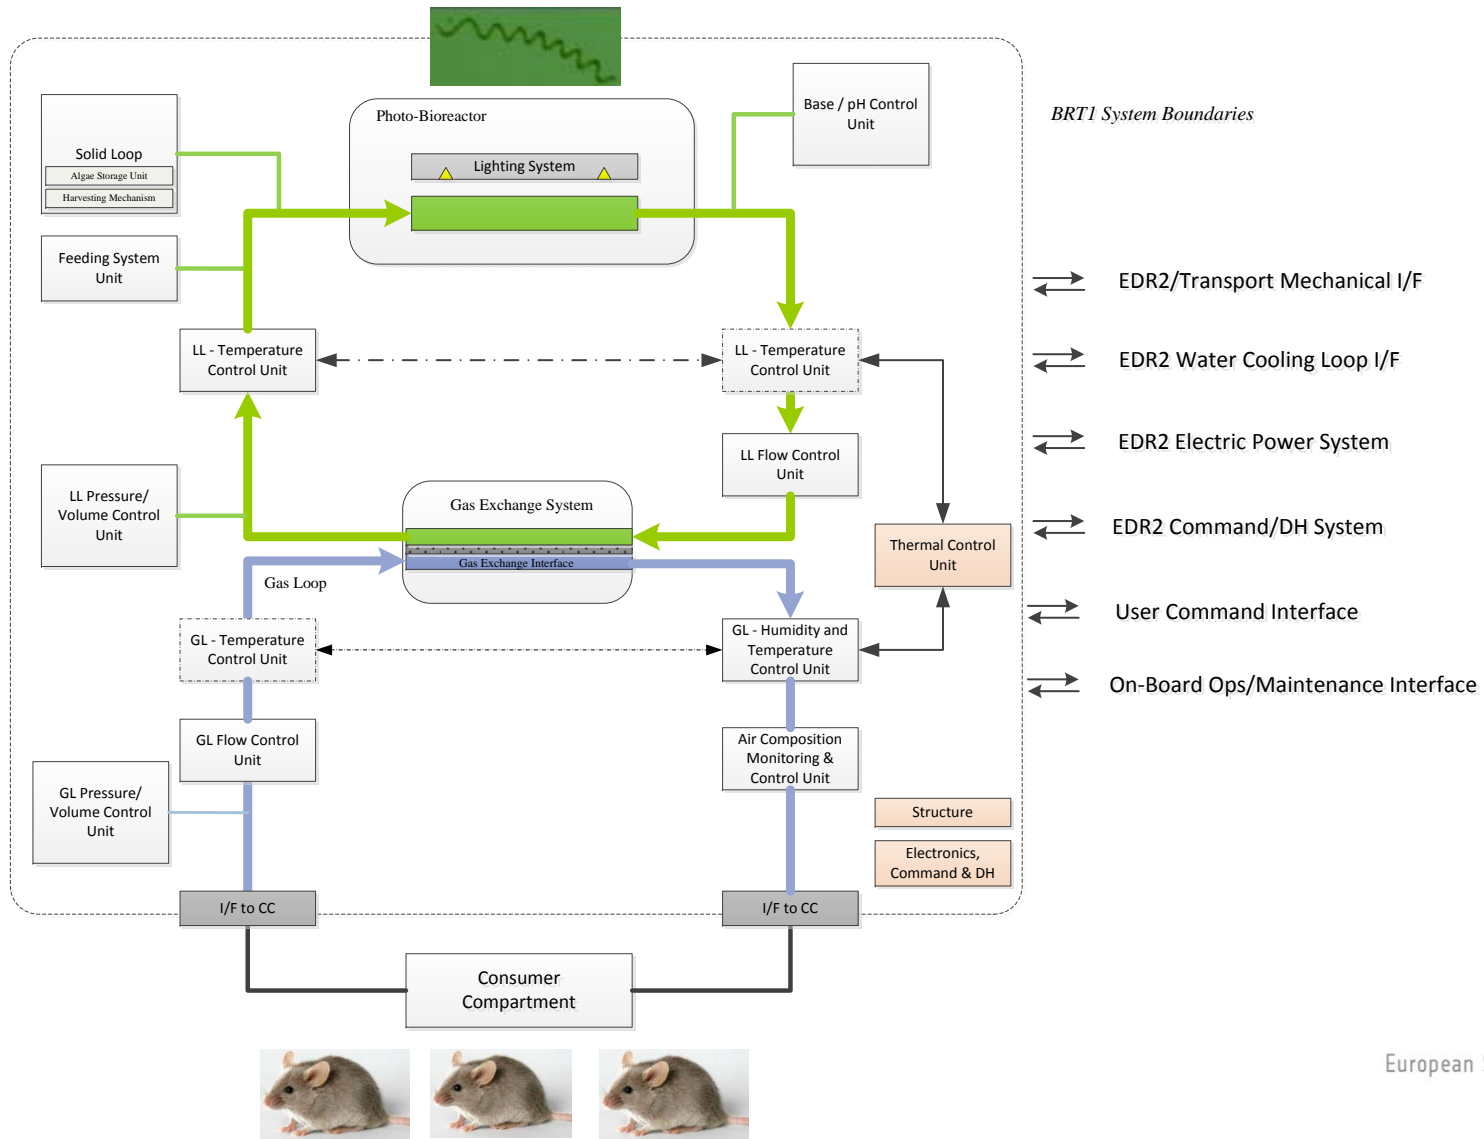 Photo-Bioreactor
Base / pH Control
Unit
BRT1 System Boundaries
Solid Loop
Algae Storage Unit
Harvesting Mechanism
Lighting System
Feeding System
Unit
EDR2/Transport Mechanical I/F
LL - Temperature
Control Unit
LL - Temperature
Control Unit
EDR2 Water Cooling Loop I/F
LL Flow Control
Unit
EDR2 Electric Power System
LL Pressure/
Volume Control
Unit
Gas Exchange System
Gas Exchange Interface
Thermal Control
Unit
EDR2 Command/DH System
Gas Loop
User Command Interface
GL - Temperature
Control Unit
GL - Humidity and
Temperature
Control Unit
On-Board Ops/Maintenance Interface
GL Flow Control
Unit
Air Composition
Monitoring &
Control Unit
GL Pressure/
Volume Control
Unit
Structure
Electronics,
Command & DH
I/F to CC
I/F to CC
Consumer
Compartment
European